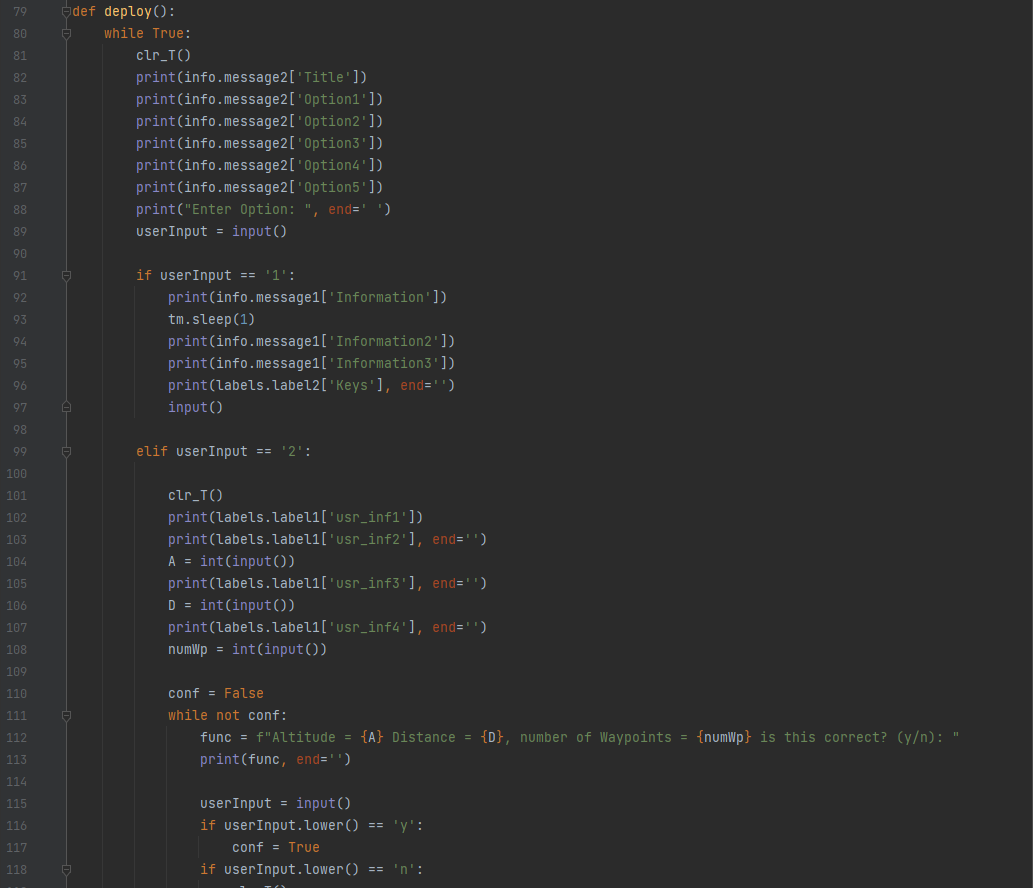 79 def deploy():
80     while True:
81         clr_T()
82         print(info.message2['Title'])
83         print(info.message2['Option1'])
84         print(info.message2['Option2'])
85         print(info.message2['Option3'])
86         print(info.message2['Option4'])
87         print(info.message2['Option5'])
88         print("Enter Option: ", end=' ')
89         userInput = input()
90
91         if userInput == '1':
92             print(info.message1['Information'])
93             tm.sleep(1)
94             print(info.message1['Information2'])
95             print(info.message1['Information3'])
96             print(labels.label2['Keys'], end='')
97             input()
98
99         elif userInput == '2':
100
101             clr_T()
102             print(labels.label1['usr_inf1'])
103             print(labels.label1['usr_inf2'], end='')
104             A = int(input())
105             print(labels.label1['usr_inf3'], end='')
106             D = int(input())
107             print(labels.label1['usr_inf4'], end='')
108             numWp = int(input())
109
110             conf = False
111             while not conf:
112                 func = f"Altitude = {A} Distance = {D}, number of Waypoints = {numWp} is this correct? (y/n): "
113                 print(func, end='')
114
115                 userInput = input()
116                 if userInput.lower() == 'y':
117                     conf = True
118                 if userInput.lower() == 'n':